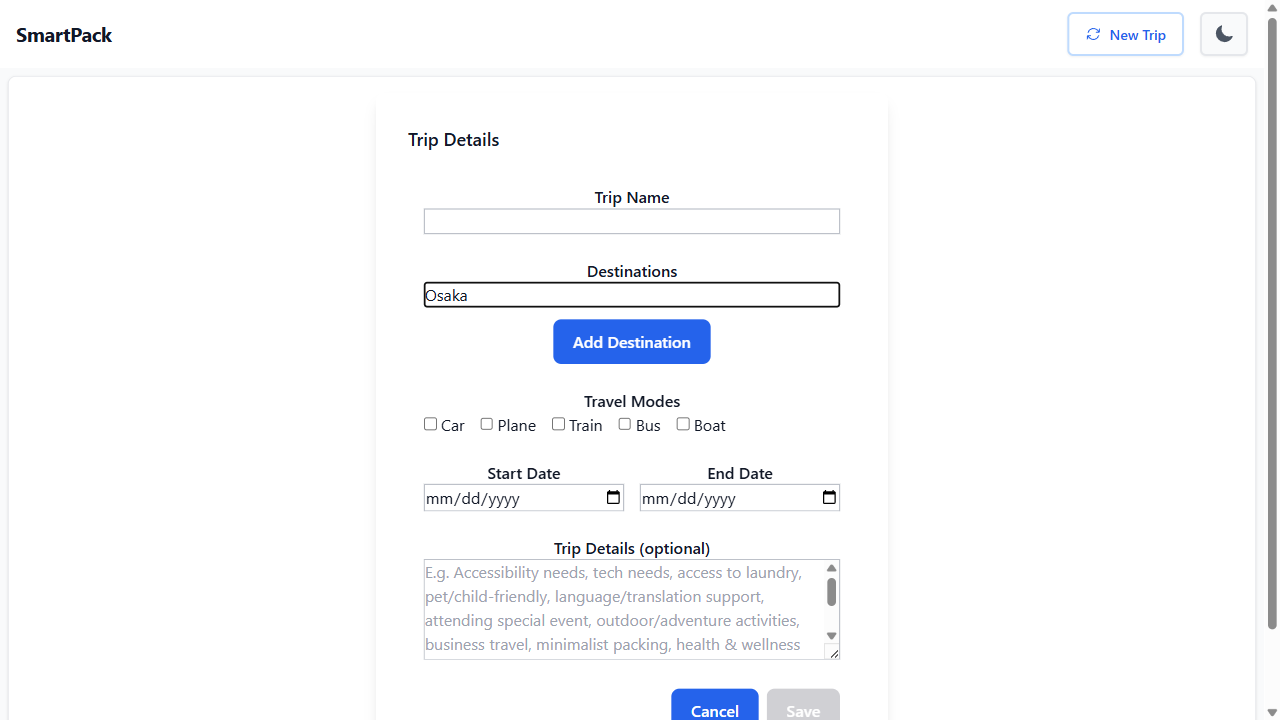 SmartPack
New Trip
Trip Details
Trip Name
Destinations
Osaka
Add Destination
Travel Modes
Car Plane Train Bus Boat
Start Date End Date
mm/dd/yyyy mm/dd/yyyy
Trip Details (optional)
E.g. Accessibility needs, tech needs, access to laundry,
pet/child-friendly, language/translation support,
attending special event, outdoor/adventure activities,
business travel, minimalist packing, health & wellness
Cancel Save